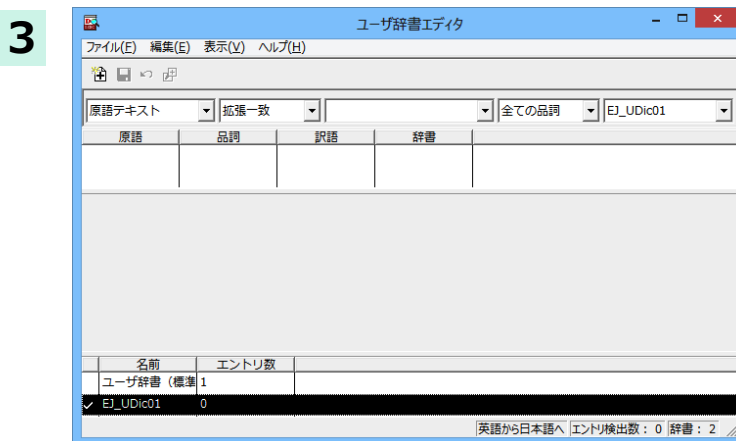 3
ユーザ辞書エディタ
ファイル(F) 編集(E) 表示(V) ヘルプ(H)
原語テキスト 拡張一致 全ての品詞 EJ_UDic01
原語 品詞 訳語 辞書
名前 エントリ数
ユーザ辞書（標準 1
✓ EJ_UDic01 0
英語から日本語へ エントリ検出数： 0 辞書： 2